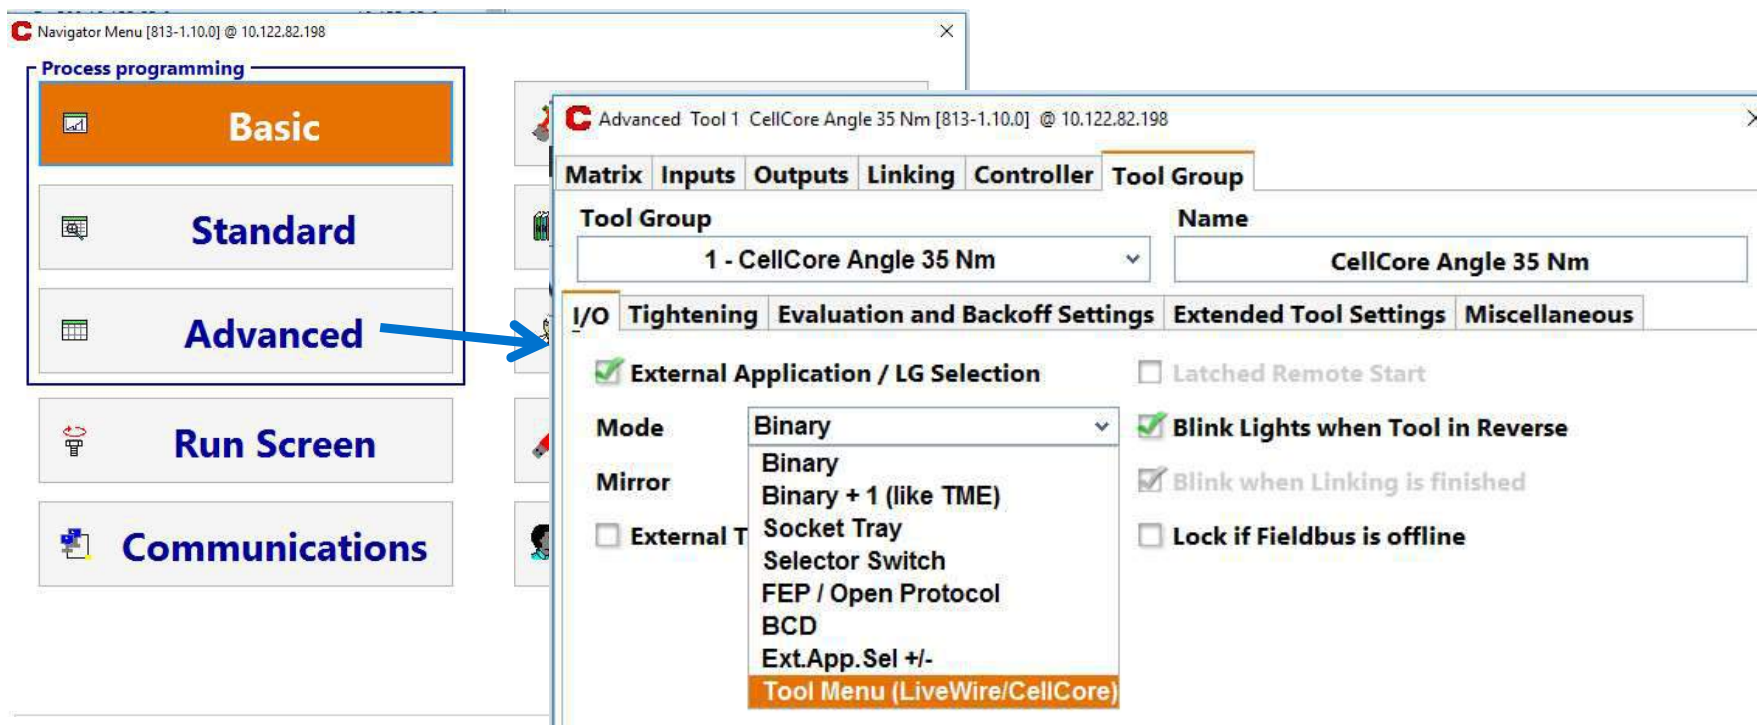 Navigator Menu [813-1.10.0] @ 10.122.82.198
Process programming
Basic
Standard
Advanced
Run Screen
Communications
Advanced Tool 1 CellCore Angle 35 Nm [813-1.10.0] @ 10.122.82.198
Matrix Inputs Outputs Linking Controller Tool Group
Tool Group Name
1 - CellCore Angle 35 Nm CellCore Angle 35 Nm
I/O Tightening Evaluation and Backoff Settings Extended Tool Settings Miscellaneous
External Application / LG Selection Latched Remote Start
Mode Binary Blink Lights when Tool in Reverse
Binary
Mirror Blink when Linking is finished
Binary + 1 (like TME)
Socket Tray
External T Lock if Fieldbus is offline
Selector Switch
FEP / Open Protocol
BCD
Ext.App.Sel +/-
Tool Menu (LiveWire/CellCore)